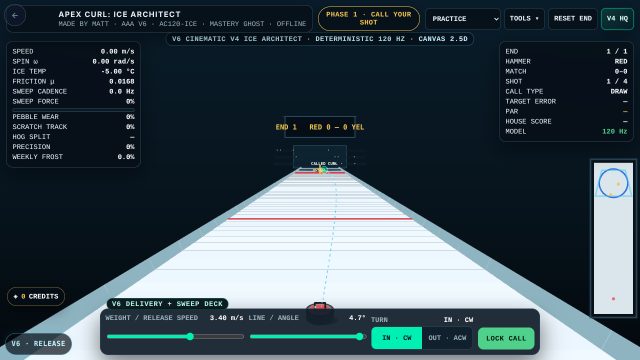 ←
APEX CURL: ICE ARCHITECT
MADE BY MATT · AAA V6 · AC120-ICE · MASTERY GHOST · OFFLINE
PHASE 1 · CALL YOUR SHOT
PRACTICE
TOOLS ▾
RESET END
V4 HQ
V6 CINEMATIC V4 ICE ARCHITECT · DETERMINISTIC 120 HZ · CANVAS 2.5D
SPEED 0.00 m/s
SPIN ω 0.00 rad/s
ICE TEMP -5.00 °C
FRICTION μ 0.0168
SWEEP CADENCE 0.0 Hz
SWEEP FORCE 0%
PEBBLE WEAR 0%
SCRATCH TRACK 0%
HOG SPLIT —
PRECISION 0%
WEEKLY FROST 0.0%
END 1
HAMMER RED
MATCH 0–0
SHOT 1 / 4
CALL TYPE DRAW
TARGET ERROR —
PAR —
HOUSE SCORE —
MODEL 120 HZ
END 1 RED 0 — 0 YEL
CALLED CURL
✦ 0 CREDITS
V6 DELIVERY + SWEEP DECK
WEIGHT / RELEASE SPEED 3.40 m/s
LINE / ANGLE 4.7°
TURN IN · CW
IN · CW
OUT · ACW
LOCK CALL
V6 · RELEASE